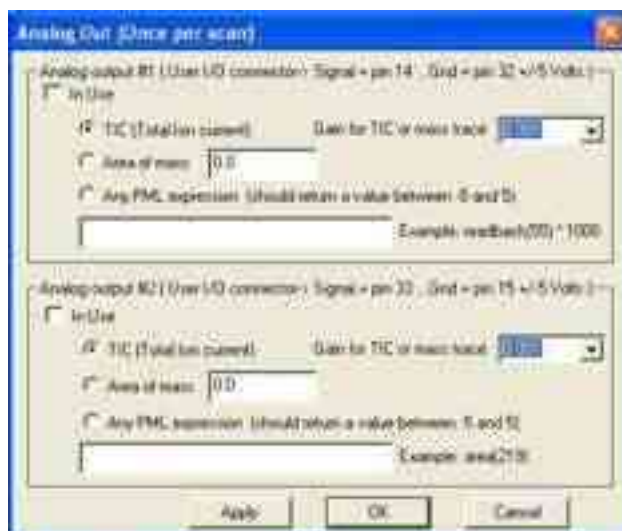 Analog Out (Once per scan)
Analog output #1 ( User I/O connector: Signal = pin 14 , Gnd = pin 32 +/-5 Volts )
In Use
TIC (Total ion current) Gain for TIC or mass trace
Area of mass 0.0
Any PML expression (should return a value between -5 and 5)
Example: readback(55) * 1000
Analog output #2 ( User I/O connector: Signal = pin 33 , Gnd = pin 15 +/-5 Volts )
In Use
TIC (Total ion current) Gain for TIC or mass trace
Area of mass 0.0
Any PML expression (should return a value between -5 and 5)
Example: area(219)
Apply OK Cancel